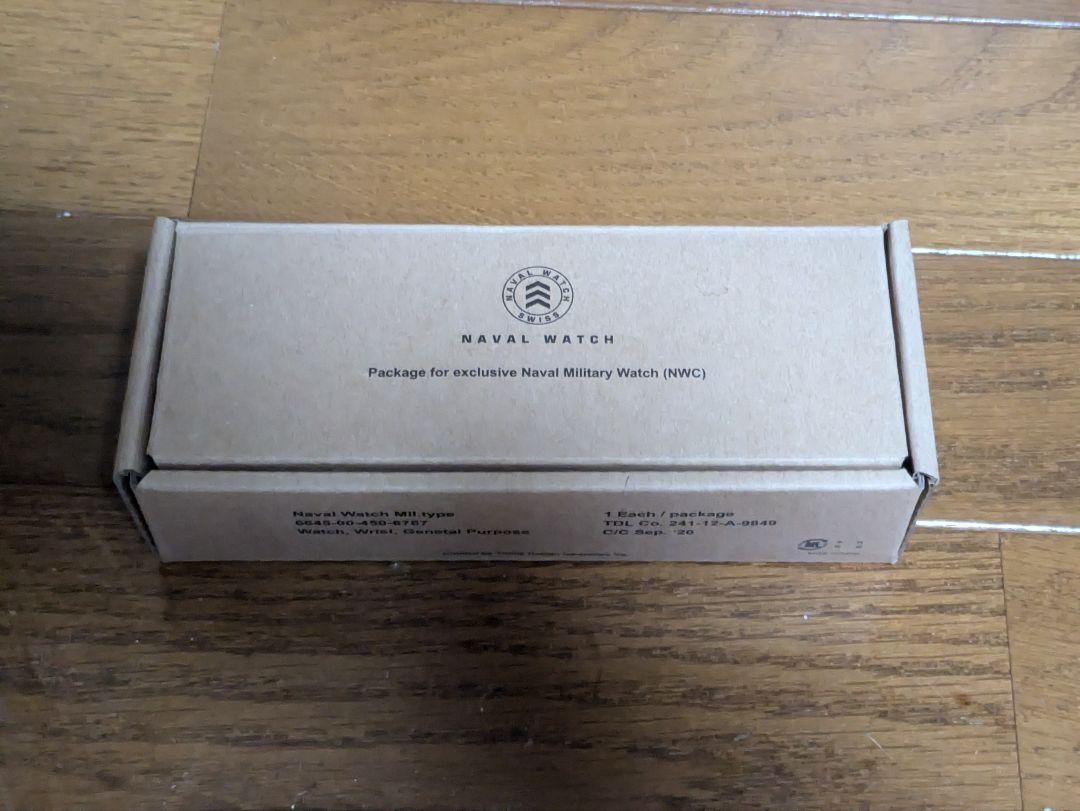 NAVAL WATCH
SWISS
NAVAL WATCH
Package for exclusive Naval Military Watch (NWC)
Naval Watch Mil.type
6645-00-450-6787
Watch, Wrist, General Purpose
1 Each / package
TDL Co. 241-12-A-9849
C/C Sep. '20